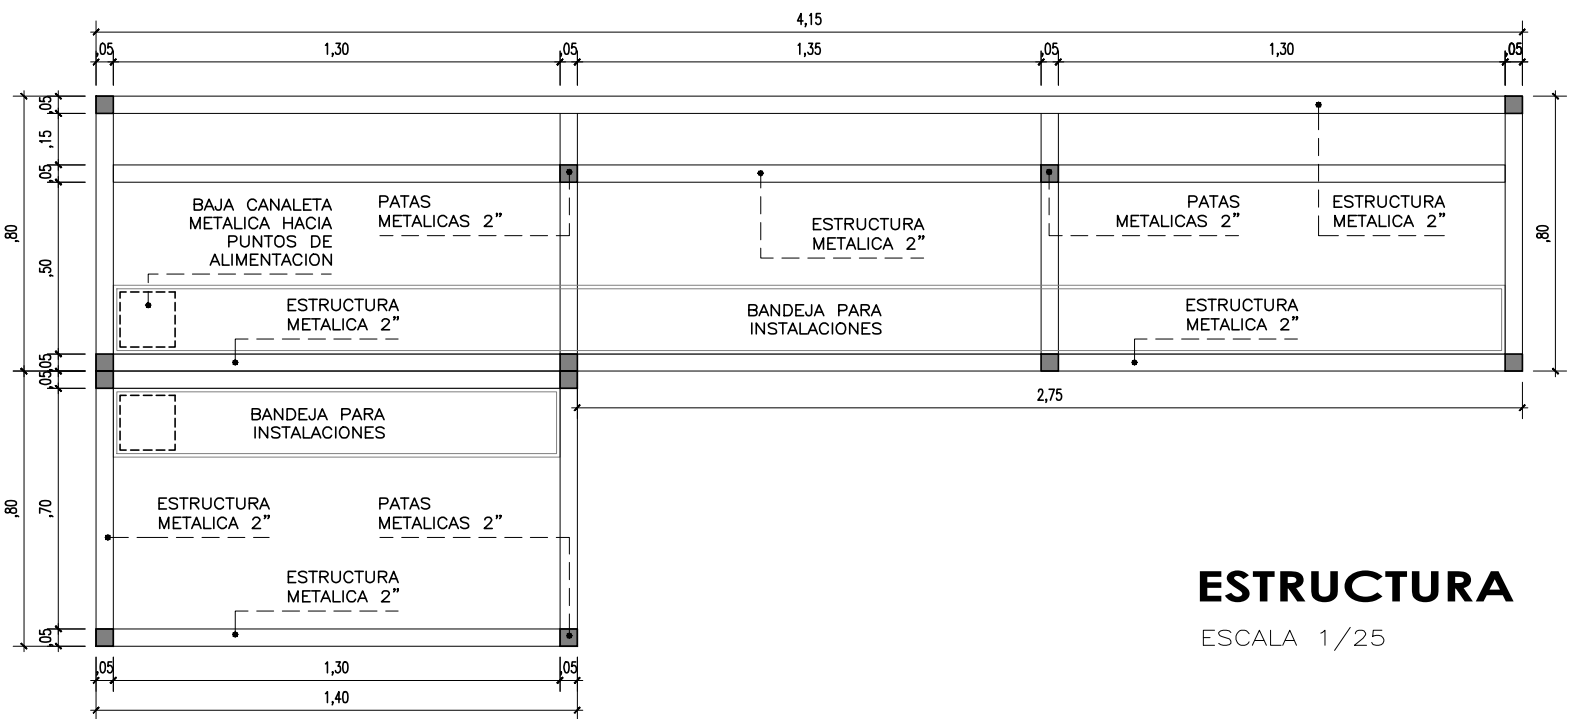 4,15
,05 1,30 ,05 1,35 ,05 1,30 ,05
,05
,15
,05
,80
,50
,05
,05
,80
,70
,05
,80
BAJA CANALETA
METALICA HACIA
PUNTOS DE
ALIMENTACION
PATAS
METALICAS 2"
ESTRUCTURA
METALICA 2"
PATAS
METALICAS 2"
ESTRUCTURA
METALICA 2"
ESTRUCTURA
METALICA 2"
BANDEJA PARA
INSTALACIONES
ESTRUCTURA
METALICA 2"
2,75
BANDEJA PARA
INSTALACIONES
ESTRUCTURA
METALICA 2"
PATAS
METALICAS 2"
ESTRUCTURA
METALICA 2"
,05 1,30 ,05
1,40
ESTRUCTURA
ESCALA 1/25